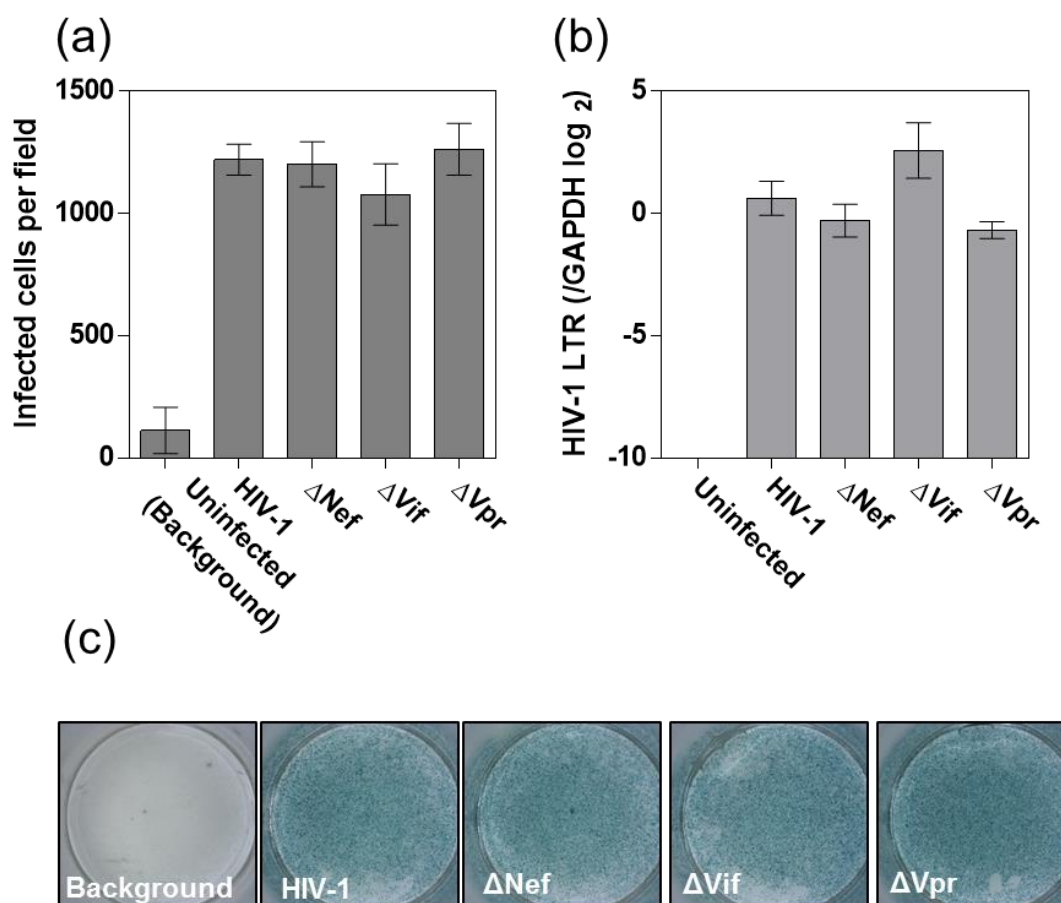 (a)
Infected cells per field
1500
1000
500
0
Uninfected
(Background)
HIV-1
ΔNef
ΔVif
ΔVpr
(b)
HIV-1 LTR (/GAPDH log 2)
5
0
-5
-10
Uninfected
HIV-1
ΔNef
ΔVif
ΔVpr
(c)
Background
HIV-1
ΔNef
ΔVif
ΔVpr